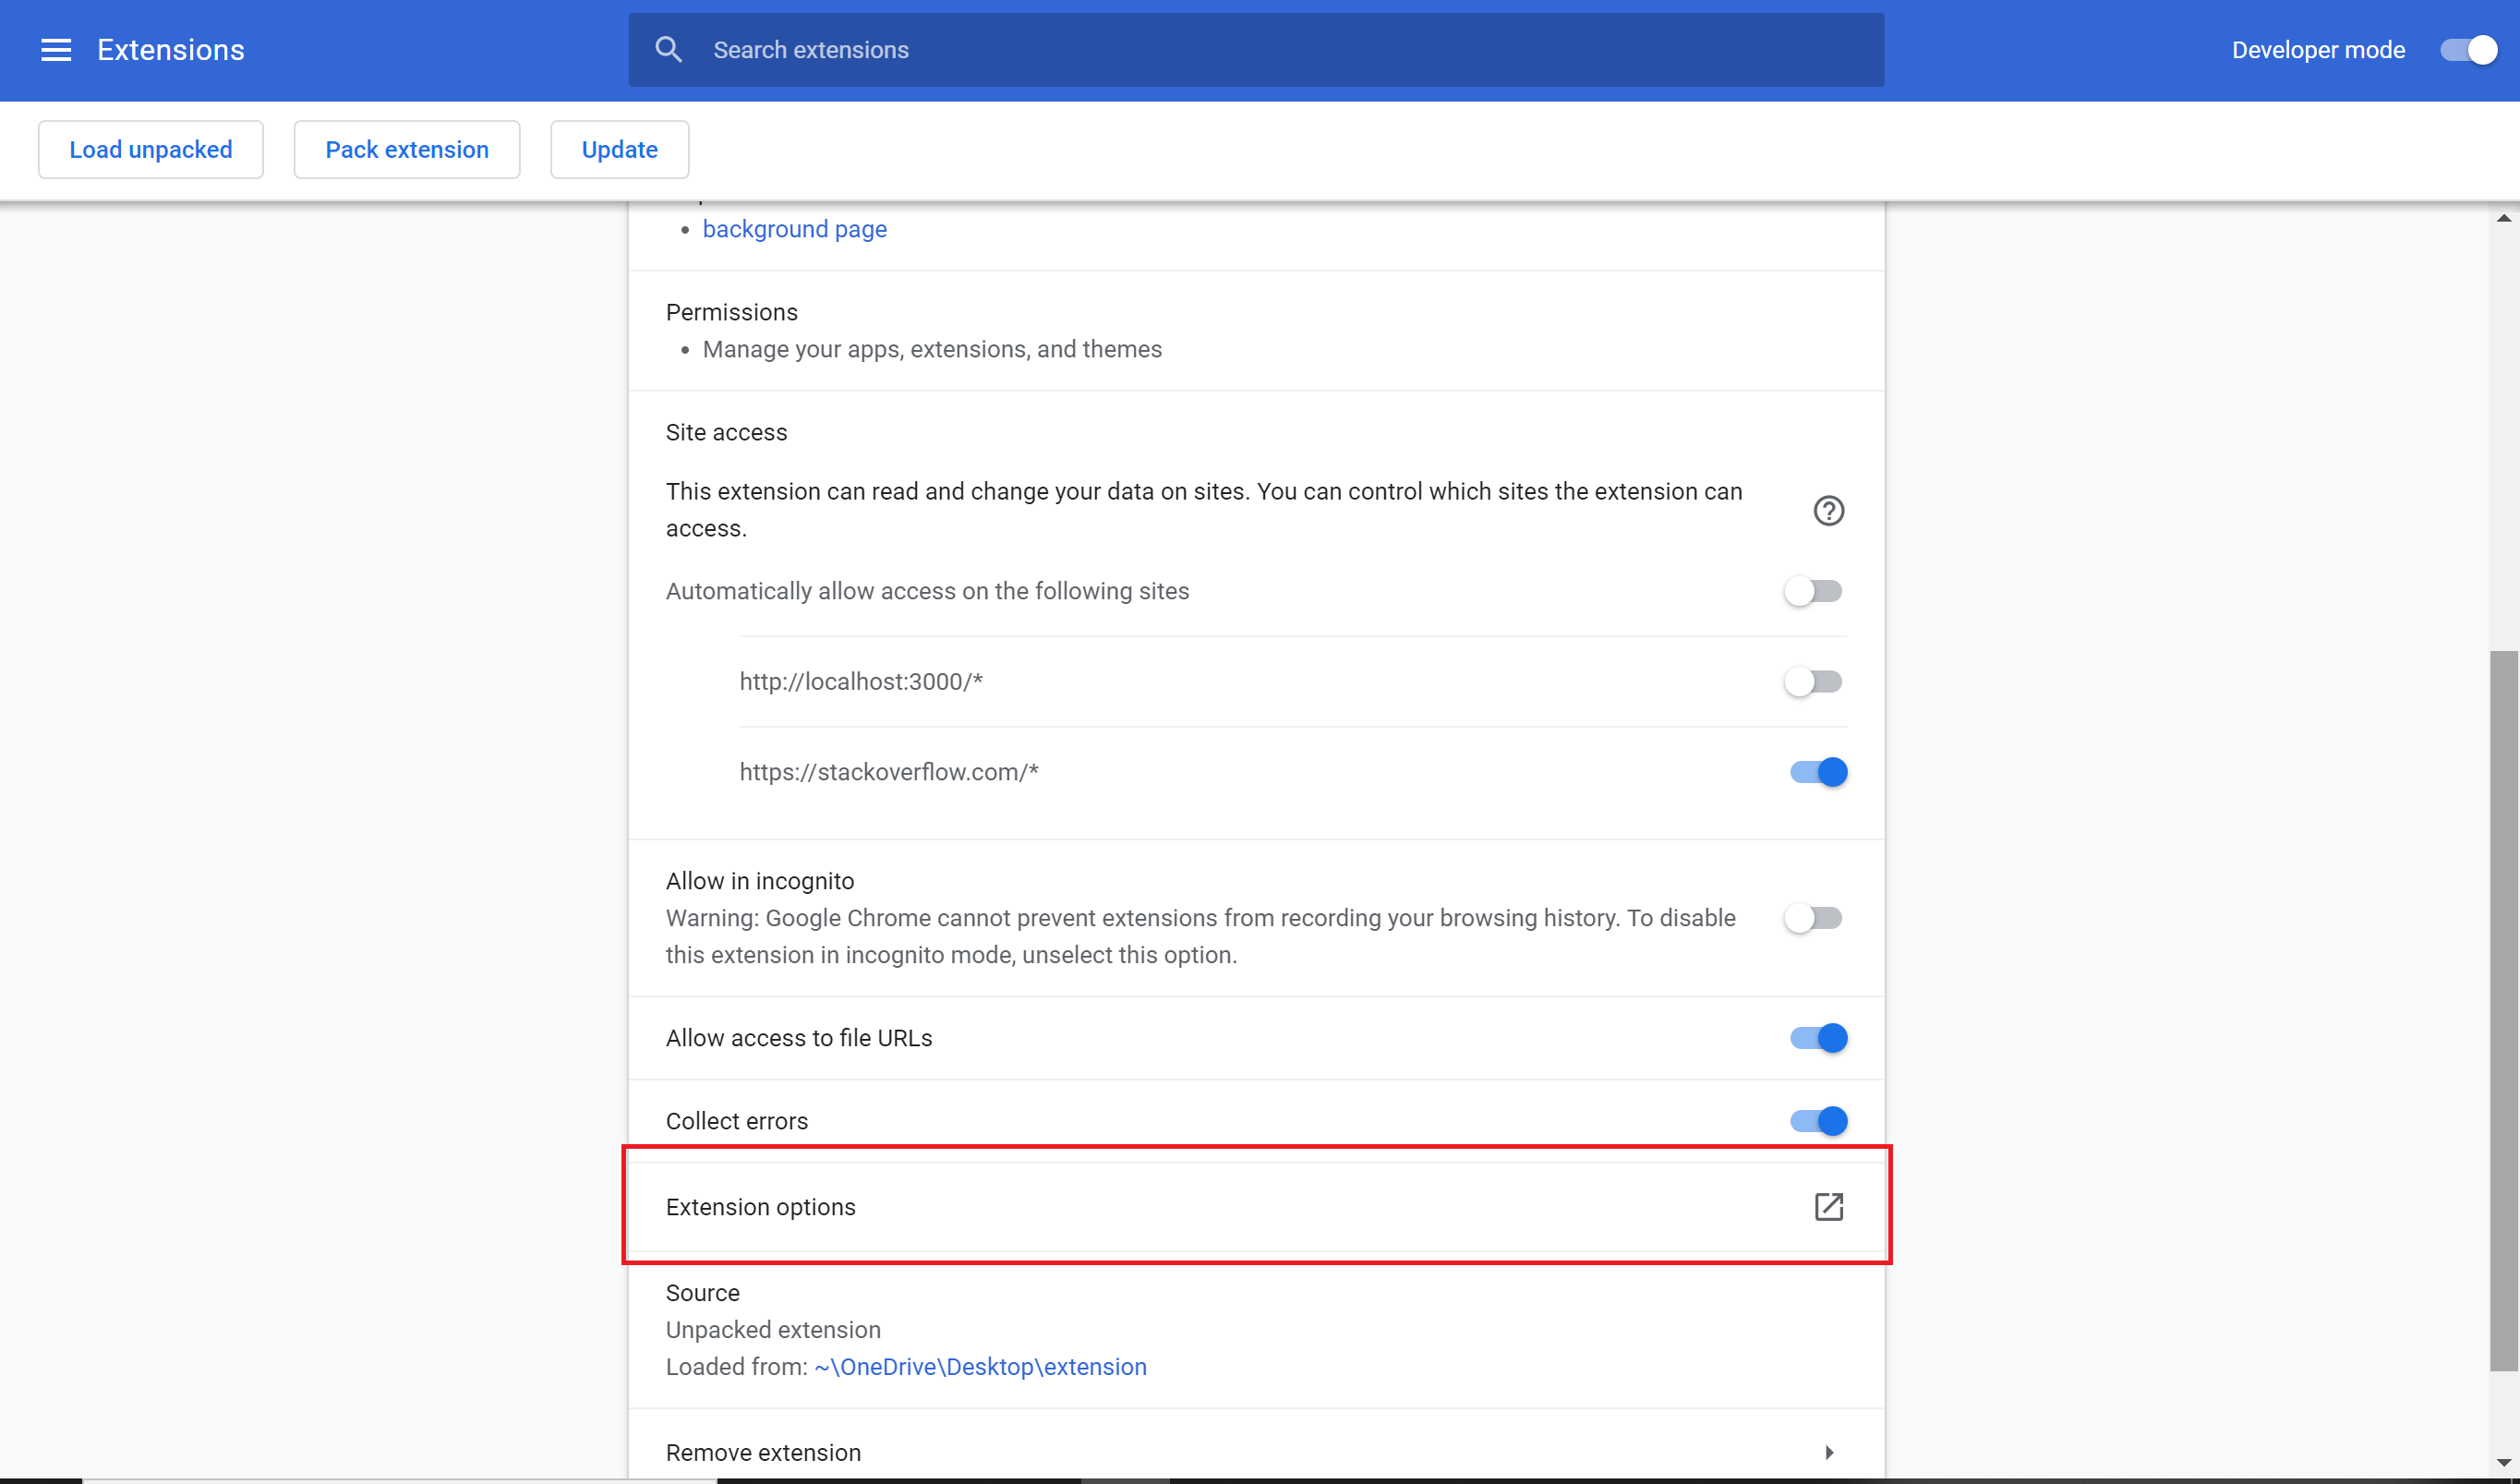 Extensions
Search extensions
Developer mode
Load unpacked
Pack extension
Update
background page
Permissions
Manage your apps, extensions, and themes
Site access
This extension can read and change your data on sites. You can control which sites the extension can
access.
Automatically allow access on the following sites
http://localhost:3000/*
https://stackoverflow.com/*
Allow in incognito
Warning: Google Chrome cannot prevent extensions from recording your browsing history. To disable
this extension in incognito mode, unselect this option.
Allow access to file URLs
Collect errors
Extension options
Source
Unpacked extension
Loaded from: ~\OneDrive\Desktop\extension
Remove extension